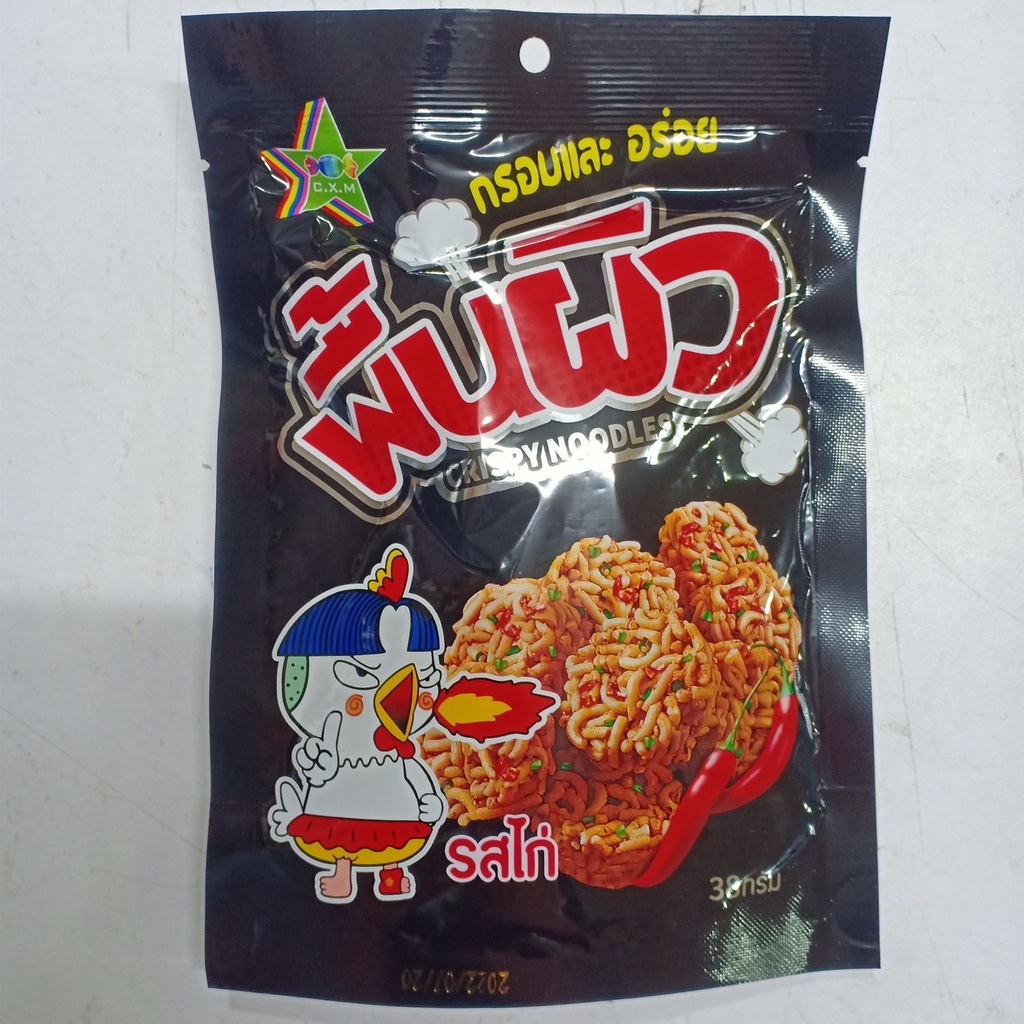 C.X.M
กรอบและ อร่อย
พื้นผิว
CRISPY NOODLES
รสไก่
38กรัม
2022/07/20